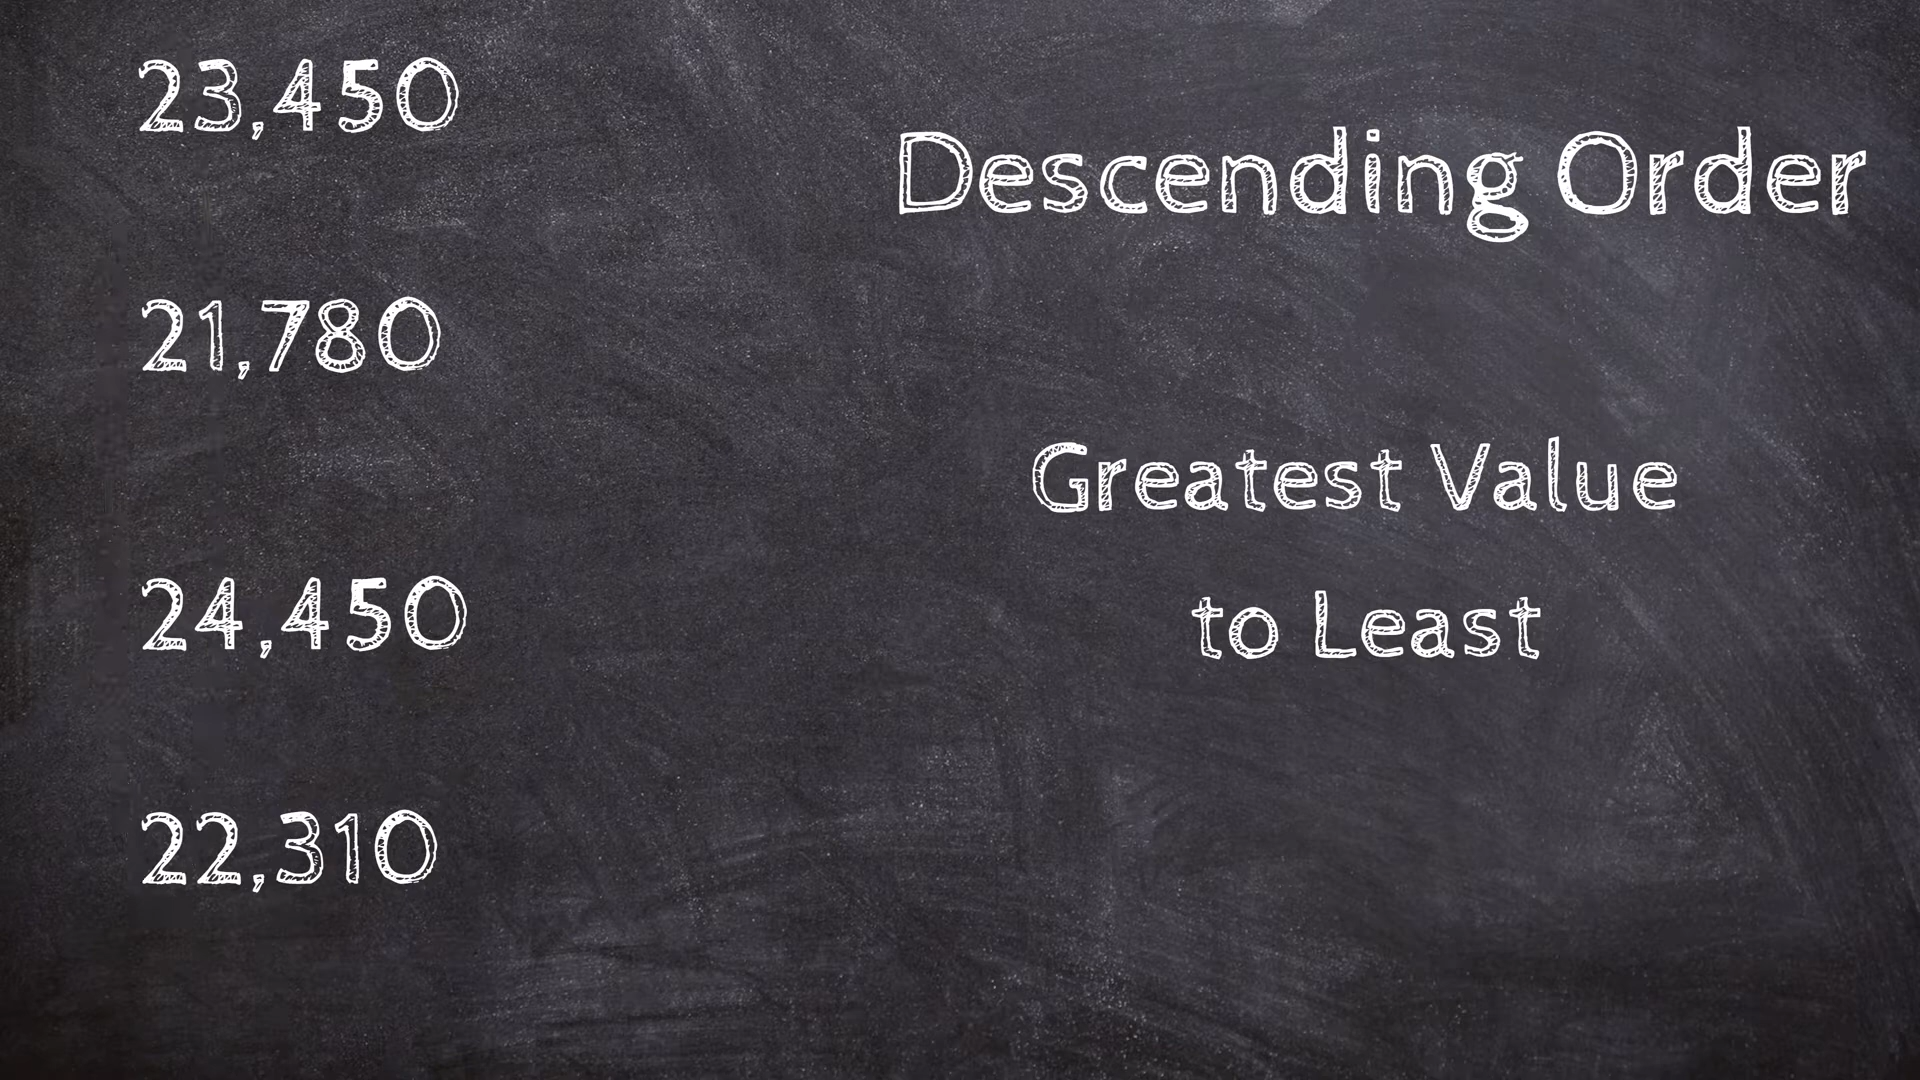 23,450
21,780
24,450
22,310
Descending Order
Greatest Value
to Least